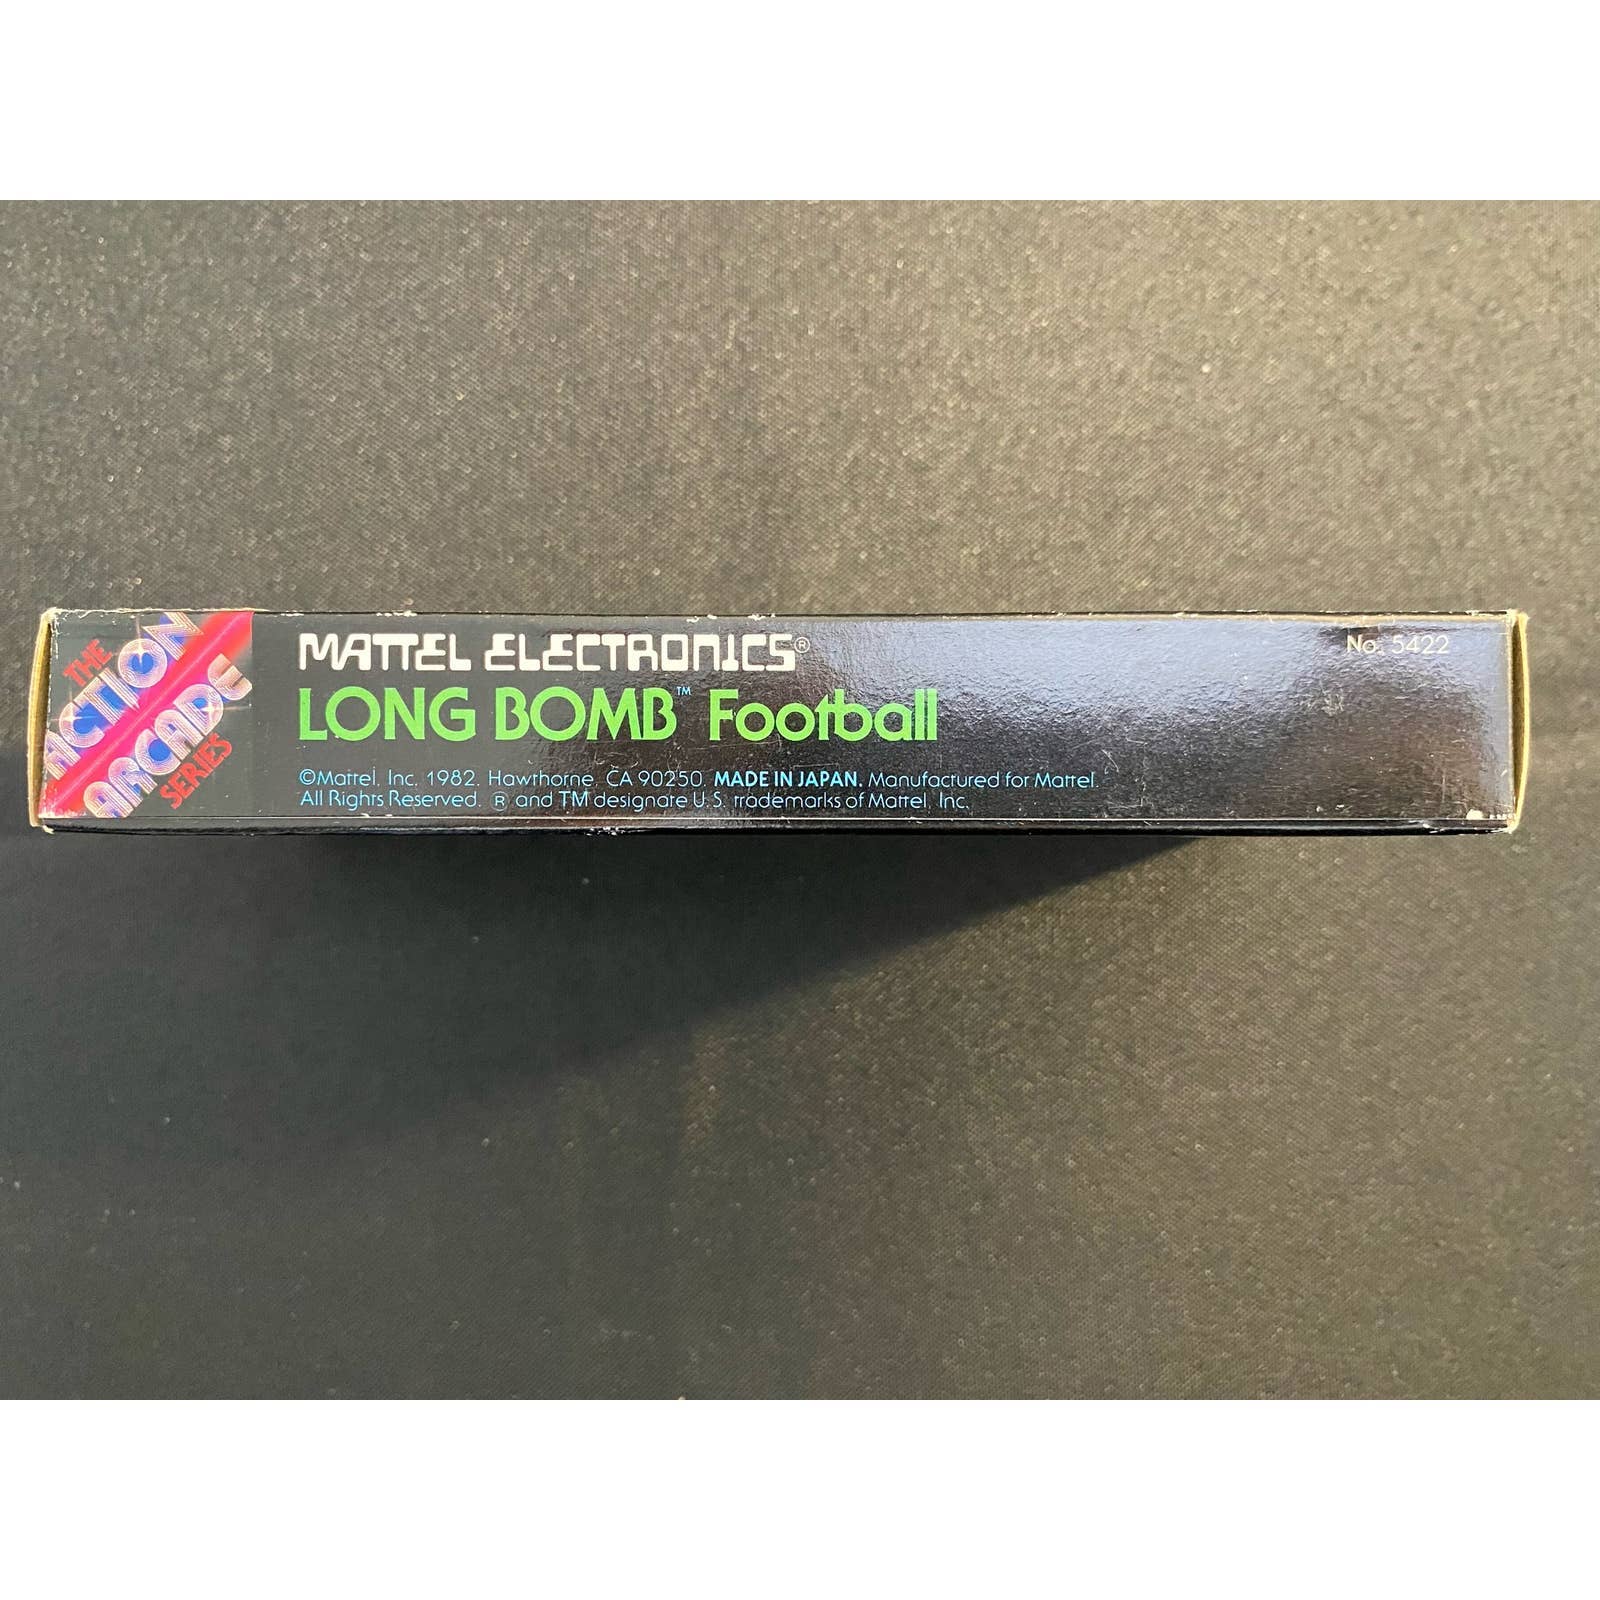 THE
ACTION
ARCADE
SERIES
MATTEL ELECTRONICS®
LONG BOMB™ Football
©Mattel, Inc. 1982. Hawthorne, CA 90250. MADE IN JAPAN. Manufactured for Mattel.
All Rights Reserved. ® and TM designate U.S. trademarks of Mattel, Inc.
No. 5422